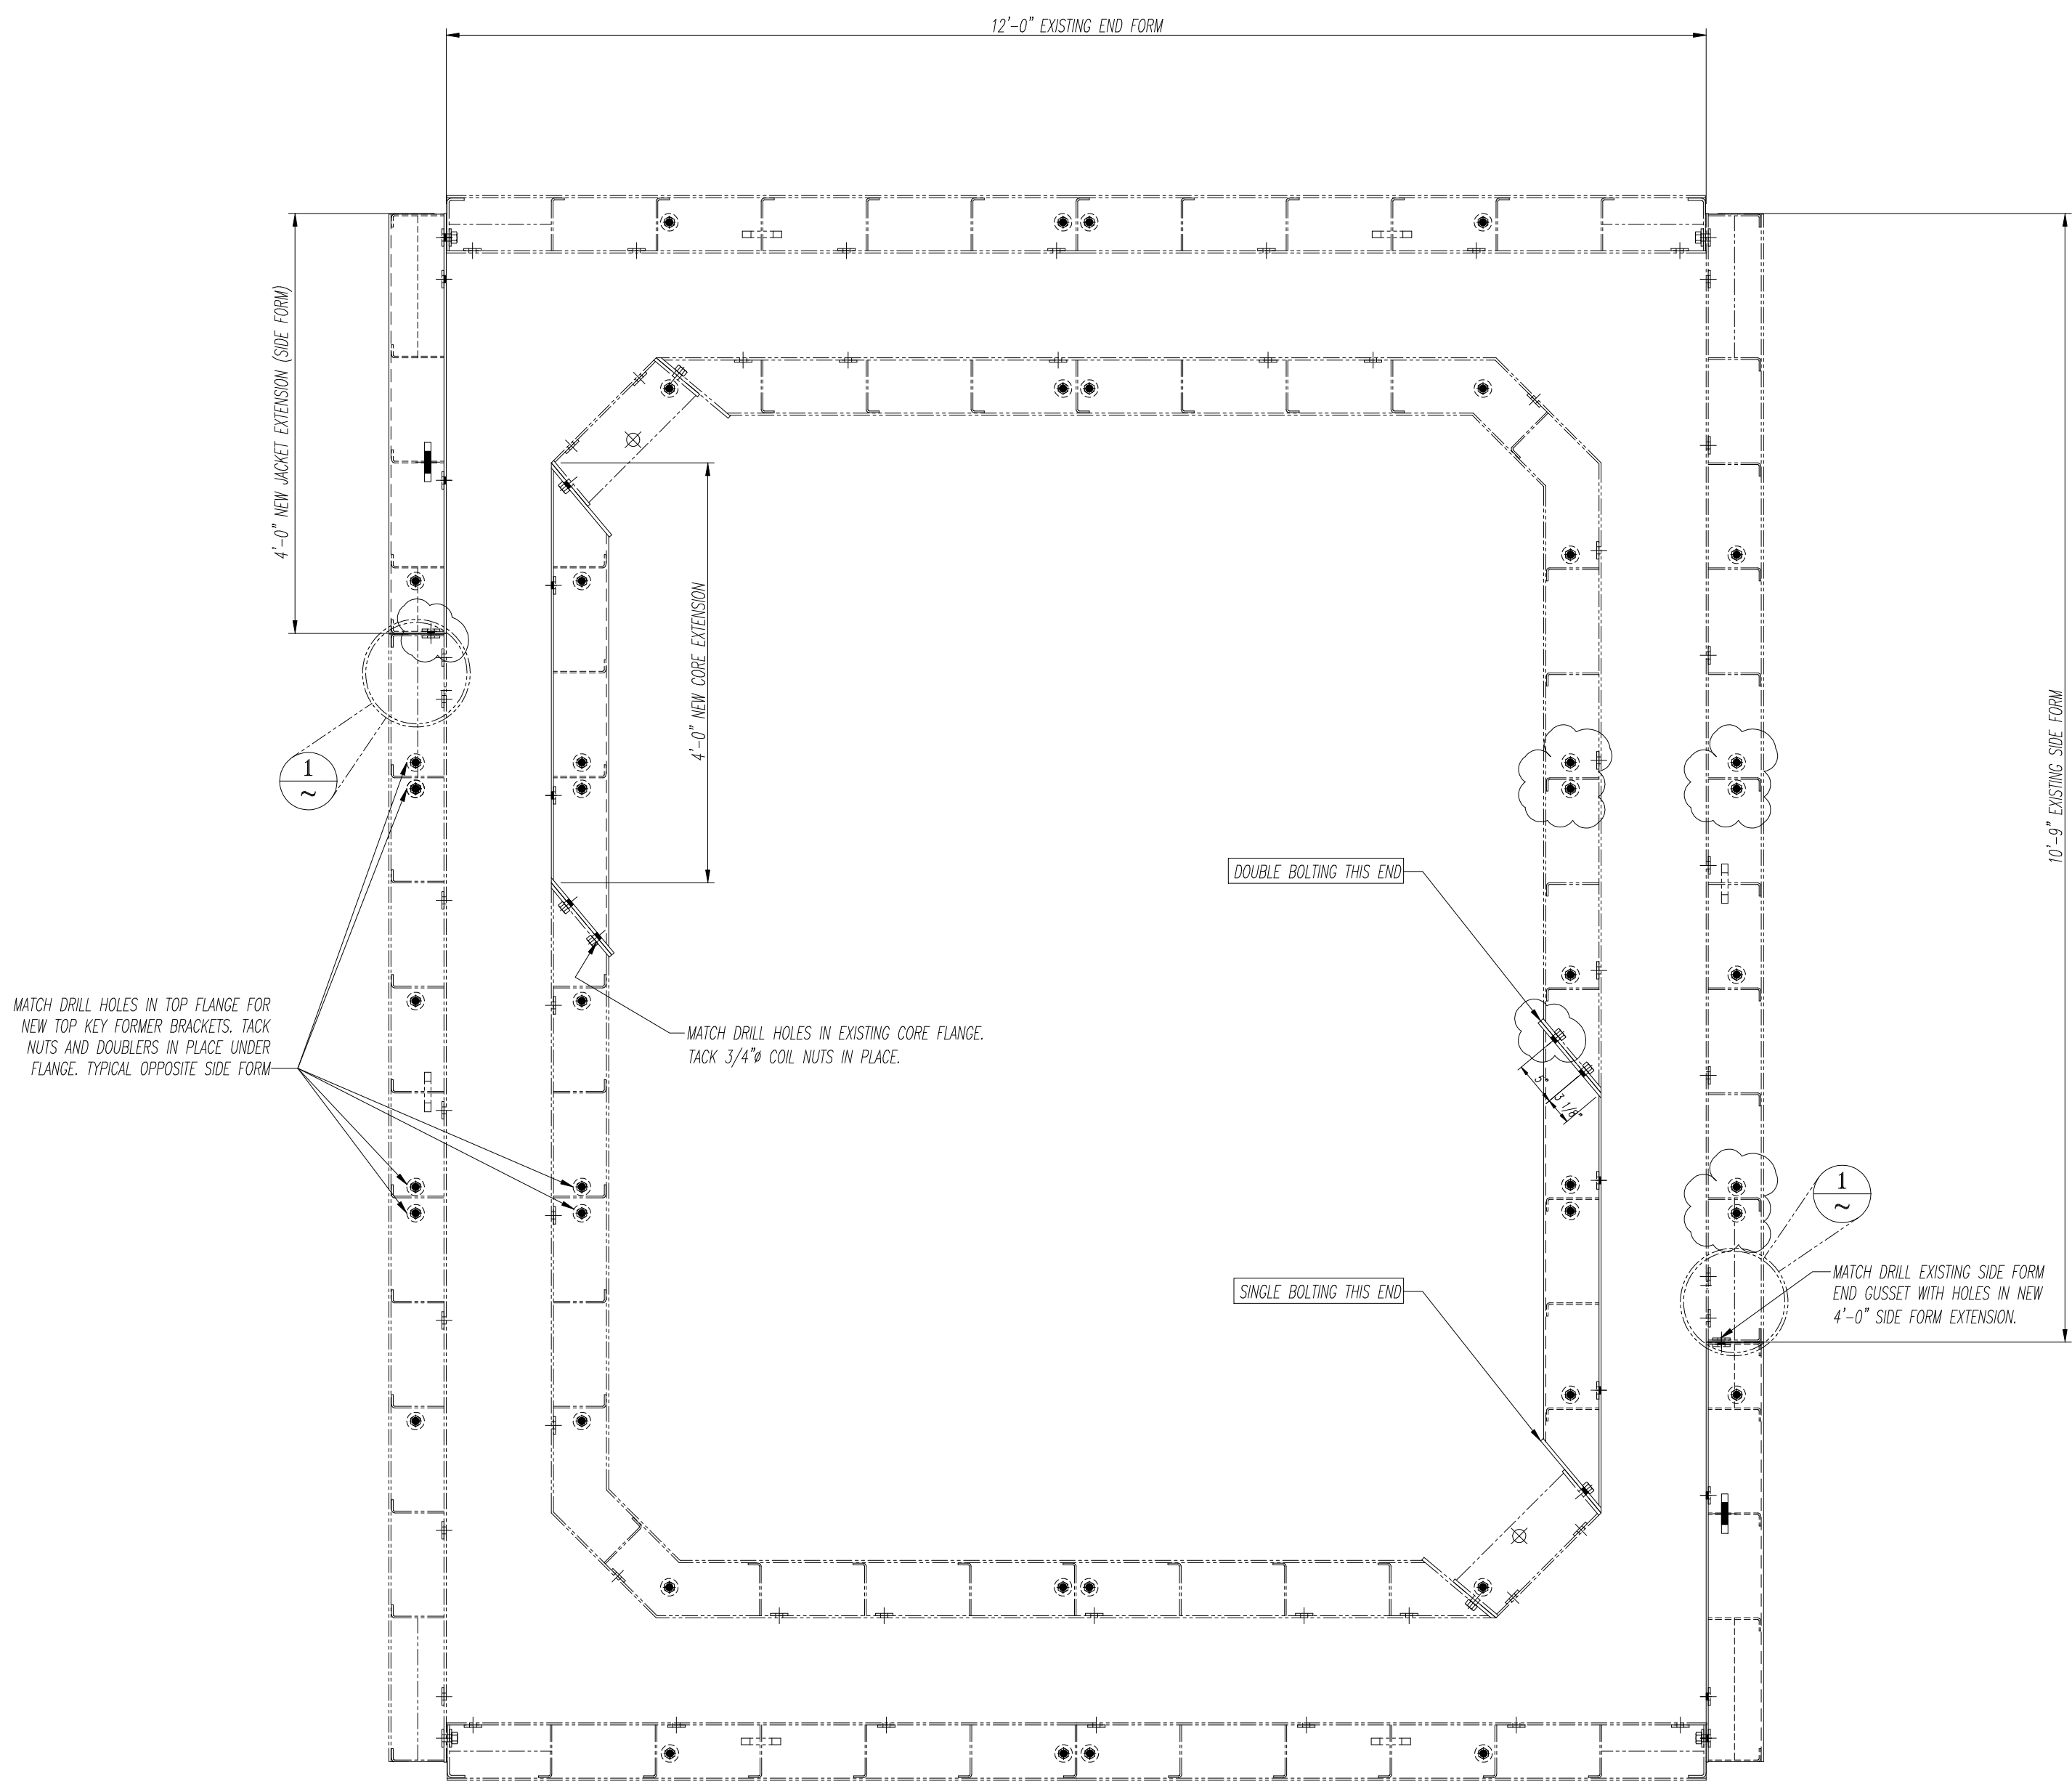 12'-0" EXISTING END FORM
4'-0" NEW JACKET EXTENSION (SIDE FORM)
4'-0" NEW CORE EXTENSION
10'-9" EXISTING SIDE FORM
1
~
DOUBLE BOLTING THIS END
MATCH DRILL HOLES IN TOP FLANGE FOR
NEW TOP KEY FORMER BRACKETS. TACK
NUTS AND DOUBLERS IN PLACE UNDER
FLANGE. TYPICAL OPPOSITE SIDE FORM
MATCH DRILL HOLES IN EXISTING CORE FLANGE.
TACK 3/4"ø COIL NUTS IN PLACE.
5"
3 1/8"
1
~
SINGLE BOLTING THIS END
MATCH DRILL EXISTING SIDE FORM
END GUSSET WITH HOLES IN NEW
4'-0" SIDE FORM EXTENSION.